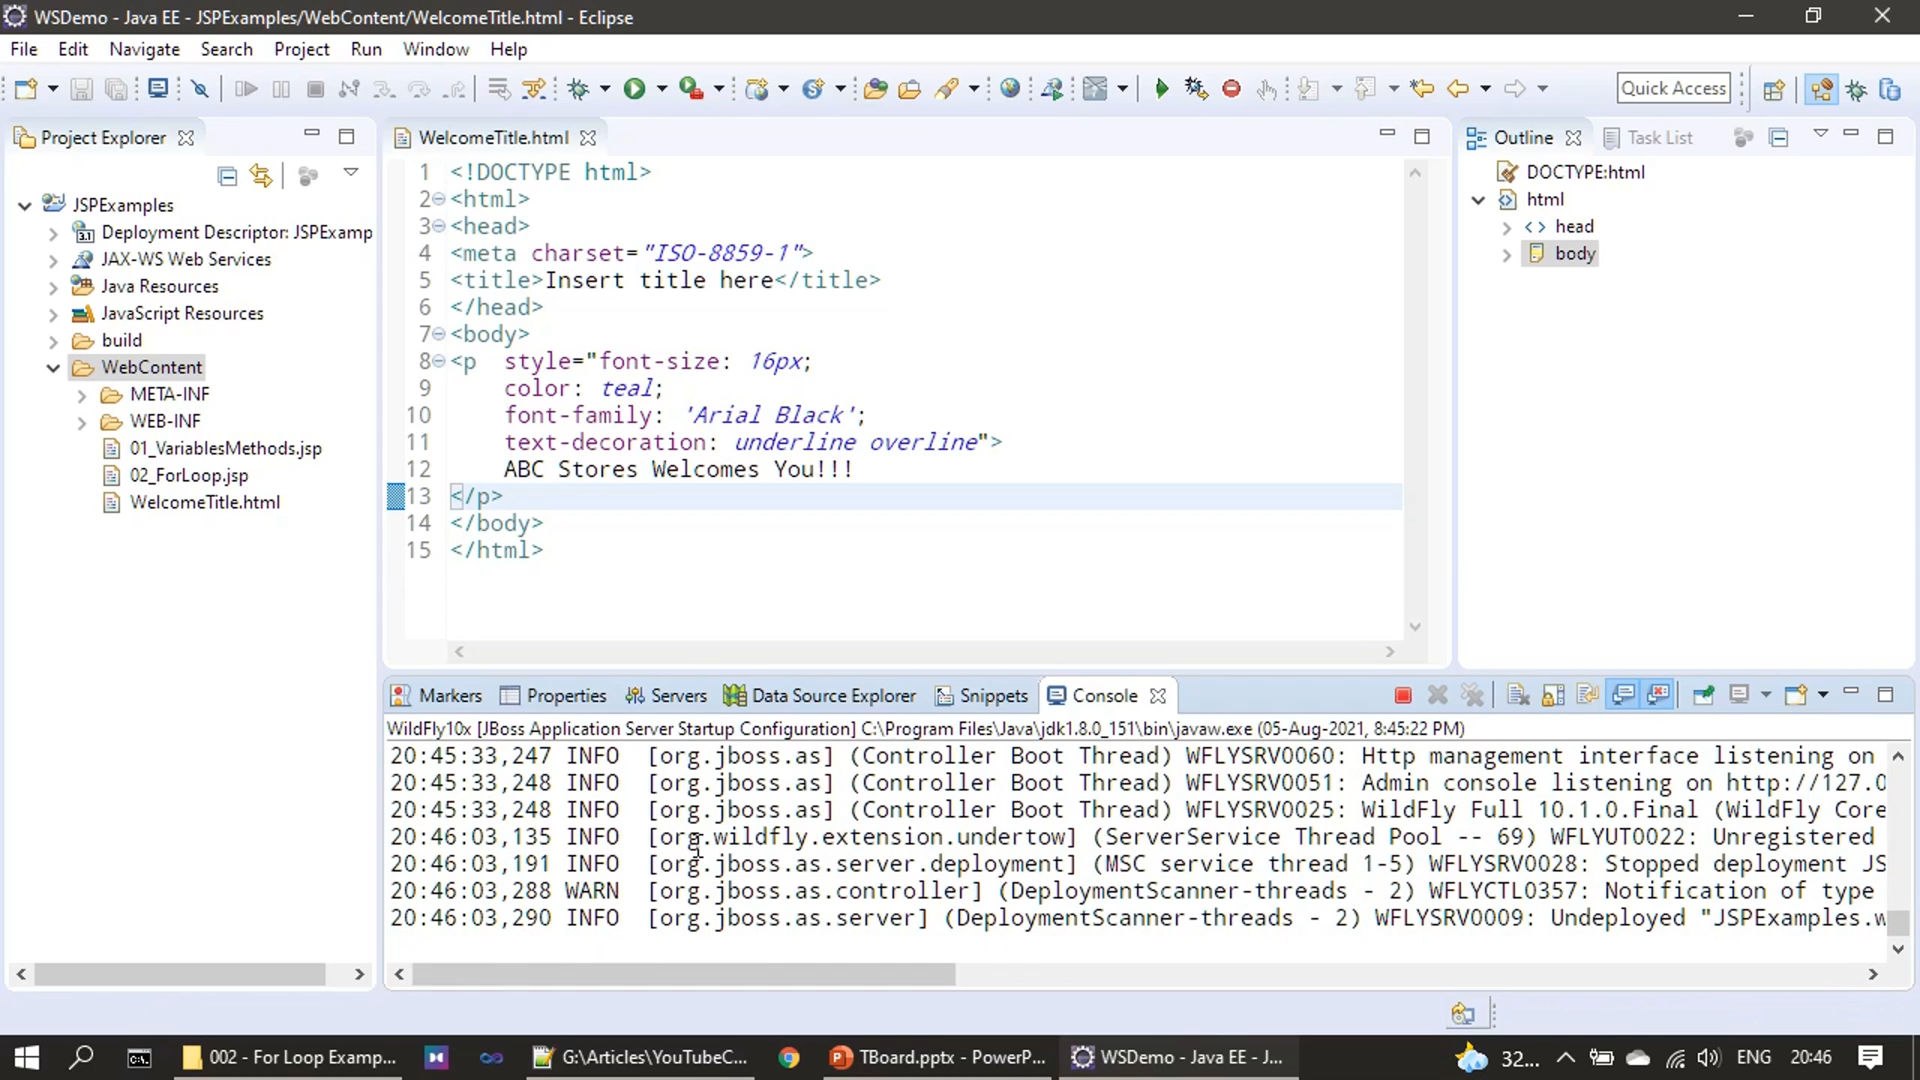 WSDemo - Java EE - JSPExamples/WebContent/WelcomeTitle.html - Eclipse
File Edit Navigate Search Project Run Window Help
Quick Access
Project Explorer
JSPExamples
Deployment Descriptor: JSPExamp
JAX-WS Web Services
Java Resources
JavaScript Resources
build
WebContent
META-INF
WEB-INF
01_VariablesMethods.jsp
02_ForLoop.jsp
WelcomeTitle.html
WelcomeTitle.html
1 <!DOCTYPE html>
2 <html>
3 <head>
4 <meta charset="ISO-8859-1">
5 <title>Insert title here</title>
6 </head>
7 <body>
8 <p style="font-size: 16px;
9 color: teal;
10 font-family: 'Arial Black';
11 text-decoration: underline overline">
12 ABC Stores Welcomes You!!!
13 </p>
14 </body>
15 </html>
Outline Task List
DOCTYPE:html
html
head
body
Markers Properties Servers Data Source Explorer Snippets Console
WildFly10x [JBoss Application Server Startup Configuration] C:\Program Files\Java\jdk1.8.0_151\bin\javaw.exe (05-Aug-2021, 8:45:22 PM)
20:45:33,247 INFO [org.jboss.as] (Controller Boot Thread) WFLYSRV0060: Http management interface listening on
20:45:33,248 INFO [org.jboss.as] (Controller Boot Thread) WFLYSRV0051: Admin console listening on http://127.0
20:45:33,248 INFO [org.jboss.as] (Controller Boot Thread) WFLYSRV0025: WildFly Full 10.1.0.Final (WildFly Core
20:46:03,135 INFO [org.wildfly.extension.undertow] (ServerService Thread Pool -- 69) WFLYUT0022: Unregistered
20:46:03,191 INFO [org.jboss.as.server.deployment] (MSC service thread 1-5) WFLYSRV0028: Stopped deployment JS
20:46:03,288 WARN [org.jboss.as.controller] (DeploymentScanner-threads - 2) WFLYCTL0357: Notification of type
20:46:03,290 INFO [org.jboss.as.server] (DeploymentScanner-threads - 2) WFLYSRV0009: Undeployed "JSPExamples.w
002 - For Loop Examp... G:\Articles\YouTubeC... TBoard.pptx - PowerP... WSDemo - Java EE - J... 32... ENG 20:46